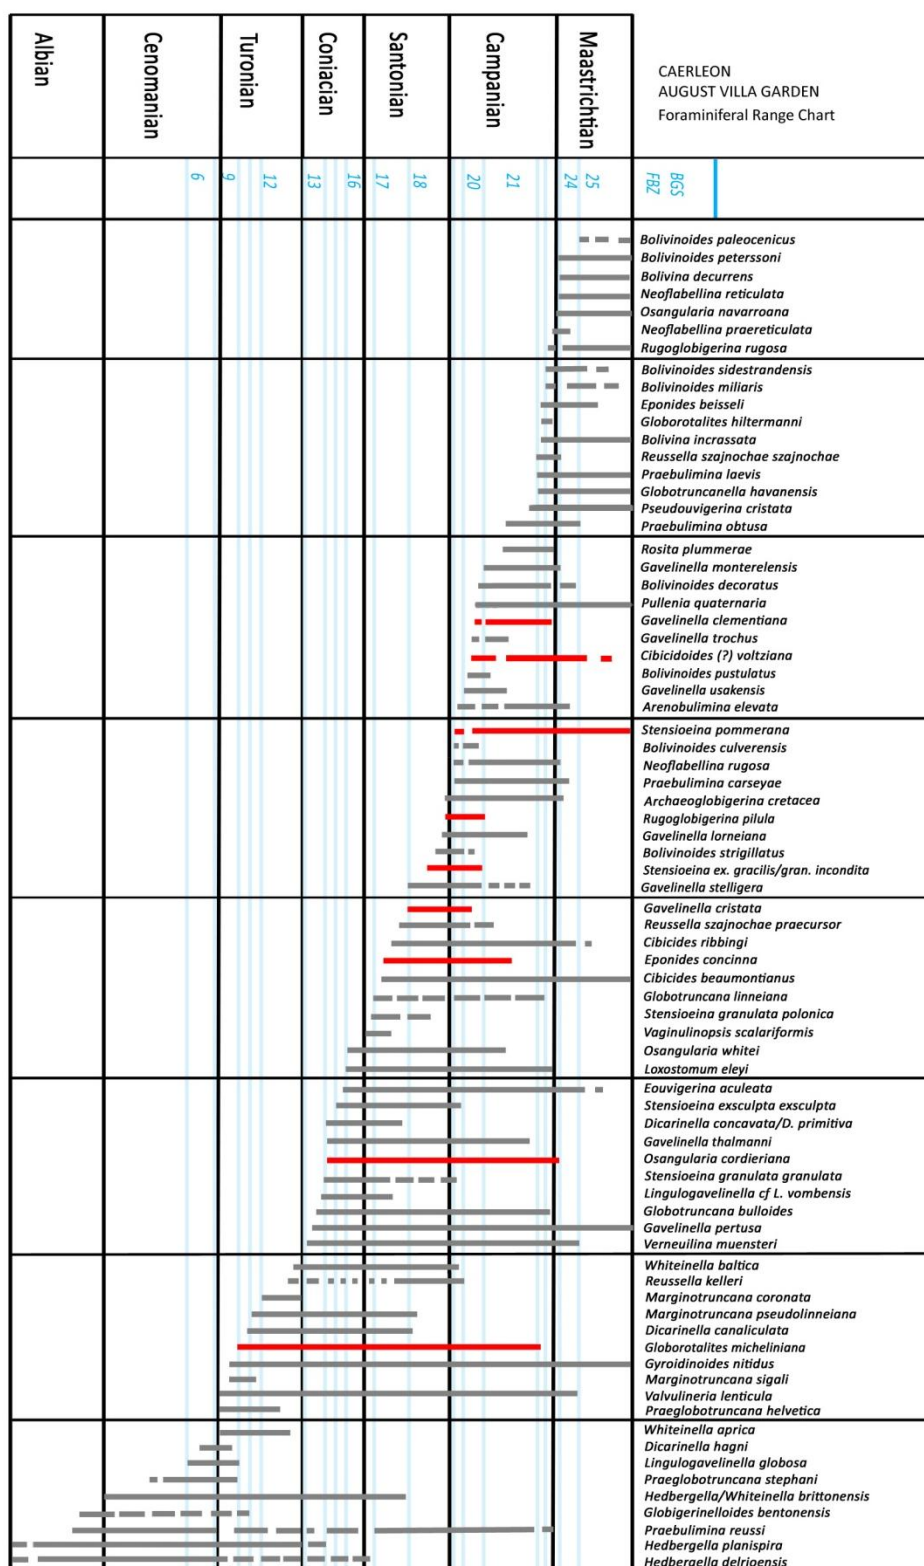 Albian
Cenomanian
Turonian
Coniacian
Santonian
Campanian
Maastrichtian
CAERLEON
AUGUST VILLA GARDEN
Foraminiferal Range Chart
6
9
12
13
16
17
18
20
21
24
25
BGS
FBZ
Bolivinoides paleocenicus
Bolivinoides peterssoni
Bolivina decurrens
Neoflabellina reticulata
Osangularia navarroana
Neoflabellina praereticulata
Rugoglobigerina rugosa
Bolivinoides sidestrandensis
Bolivinoides miliaris
Eponides beisseli
Globorotalites hiltermanni
Bolivina incrassata
Reussella szajnochae szajnochae
Praebulimina laevis
Globotruncanella havanensis
Pseudouvigerina cristata
Praebulimina obtusa
Rosita plummerae
Gavelinella monterelensis
Bolivinoides decoratus
Pullenia quaternaria
Gavelinella clementiana
Gavelinella trochus
Cibicidoides (?) voltziana
Bolivinoides pustulatus
Gavelinella usakensis
Arenobulimina elevata
Stensioeina pommerana
Bolivinoides culverensis
Neoflabellina rugosa
Praebulimina carseyae
Archaeoglobigerina cretacea
Rugoglobigerina pilula
Gavelinella lorneiana
Bolivinoides strigillatus
Stensioeina ex. gracilis/gran. incondita
Gavelinella stelligera
Gavelinella cristata
Reussella szajnochae praecursor
Cibicides ribbingi
Eponides concinna
Cibicides beaumontianus
Globotruncana linneiana
Stensioeina granulata polonica
Vaginulinopsis scalariformis
Osangularia whitei
Loxostomum eleyi
Eouvigerina aculeata
Stensioeina exsculpta exsculpta
Dicarinella concavata/D. primitiva
Gavelinella thalmanni
Osangularia cordieriana
Stensioeina granulata granulata
Lingulogavelinella cf L. vombensis
Globotruncana bulloides
Gavelinella pertusa
Verneuilina muensteri
Whiteinella baltica
Reussella kelleri
Marginotruncana coronata
Marginotruncana pseudolinneiana
Dicarinella canaliculata
Globorotalites micheliniana
Gyroidinoides nitidus
Marginotruncana sigali
Valvulineria lenticula
Praeglobotruncana helvetica
Whiteinella aprica
Dicarinella hagni
Lingulogavelinella globosa
Praeglobotruncana stephani
Hedbergella/Whiteinella brittonensis
Globigerinelloides bentonensis
Praebulimina reussi
Hedbergella planispira
Hedbergella delrioensis